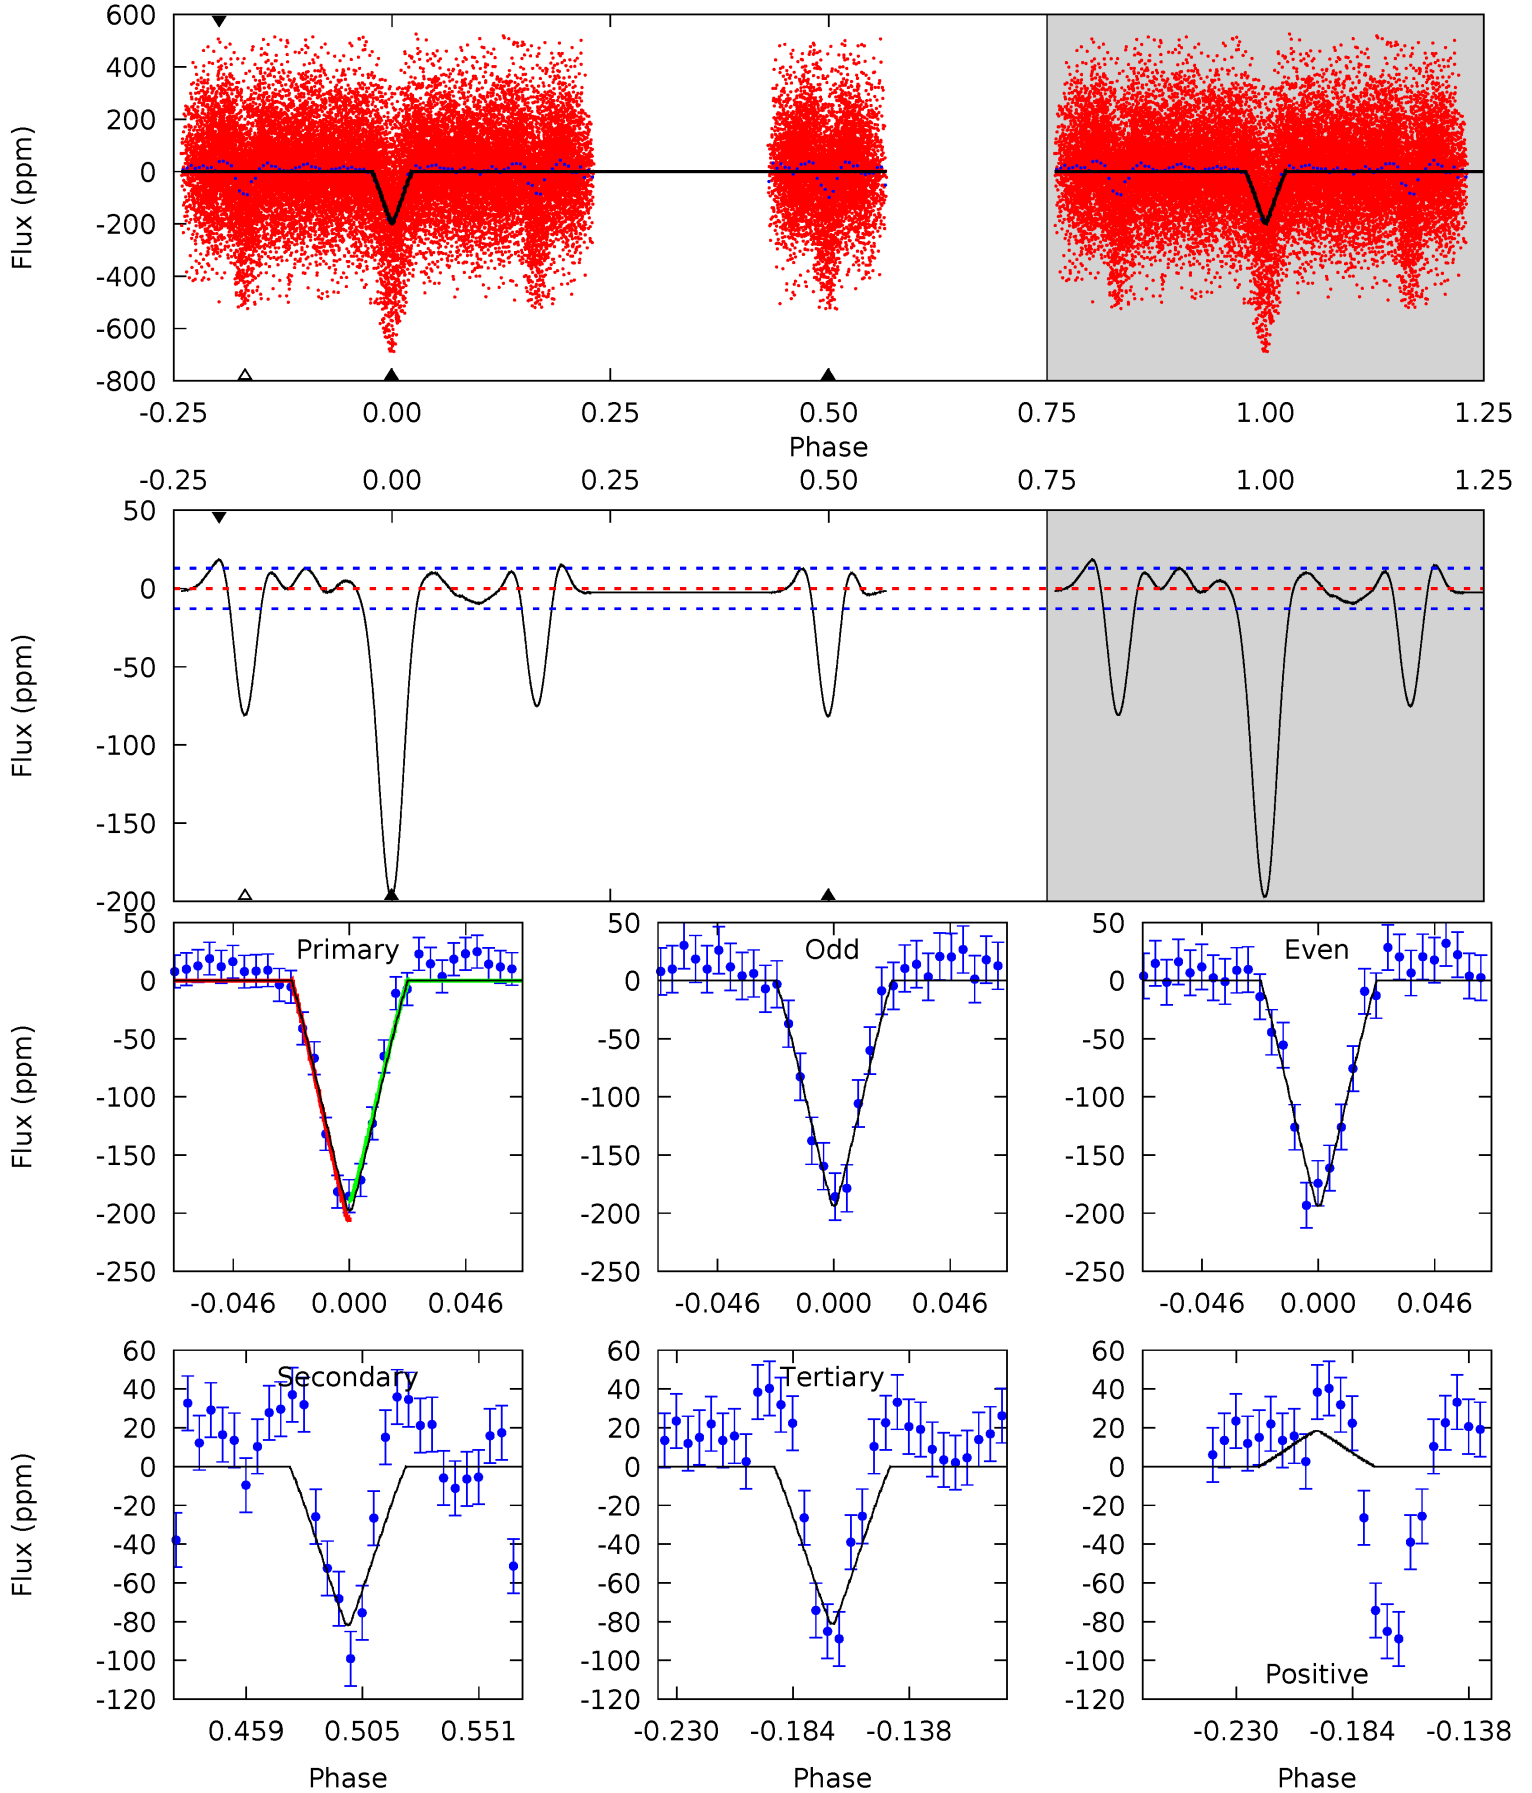 600
400
200
0
-200
-400
-600
-800
Flux (ppm)
-0.25 0.00 0.25 0.50 0.75 1.00 1.25
Phase
-0.25 0.00 0.25 0.50 0.75 1.00 1.25
50
0
-50
-100
-150
-200
Flux (ppm)
Primary Odd Even
50 50 50
0 0 0
-50 -50 -50
-100 -100 -100
-150 -150 -150
-200 -200 -200
-250 -250 -250
Flux (ppm)
-0.046 0.000 0.046 -0.046 0.000 0.046 -0.046 0.000 0.046
Secondary Tertiary
60 60 60
40 40 40
20 20 20
0 0 0
-20 -20 -20
-40 -40 -40
-60 -60 -60
-80 -80 -80
-100 -100 -100
-120 -120 -120
Flux (ppm)
Positive
0.459 0.505 0.551 -0.230 -0.184 -0.138 -0.230 -0.184 -0.138
Phase Phase Phase